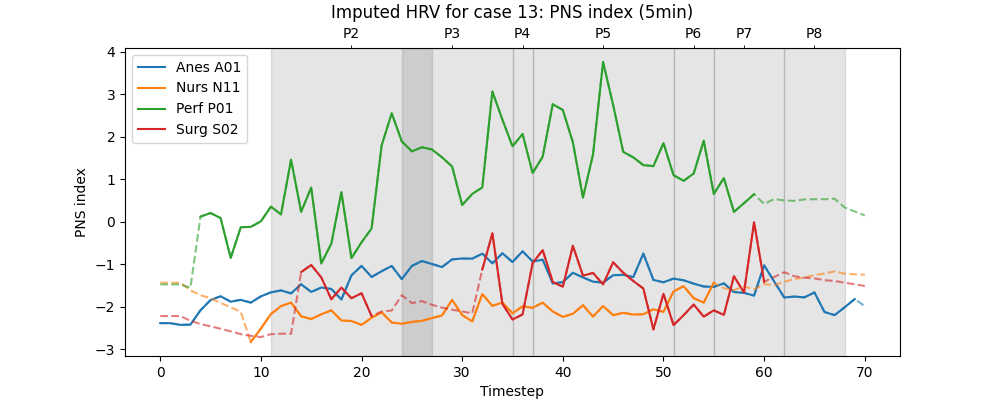 Imputed HRV for case 13: PNS index (5min)
P2 P3 P4 P5 P6 P7 P8
Anes A01
Nurs N11
Perf P01
Surg S02
PNS index
4
3
2
1
0
−1
−2
−3
0 10 20 30 40 50 60 70
Timestep